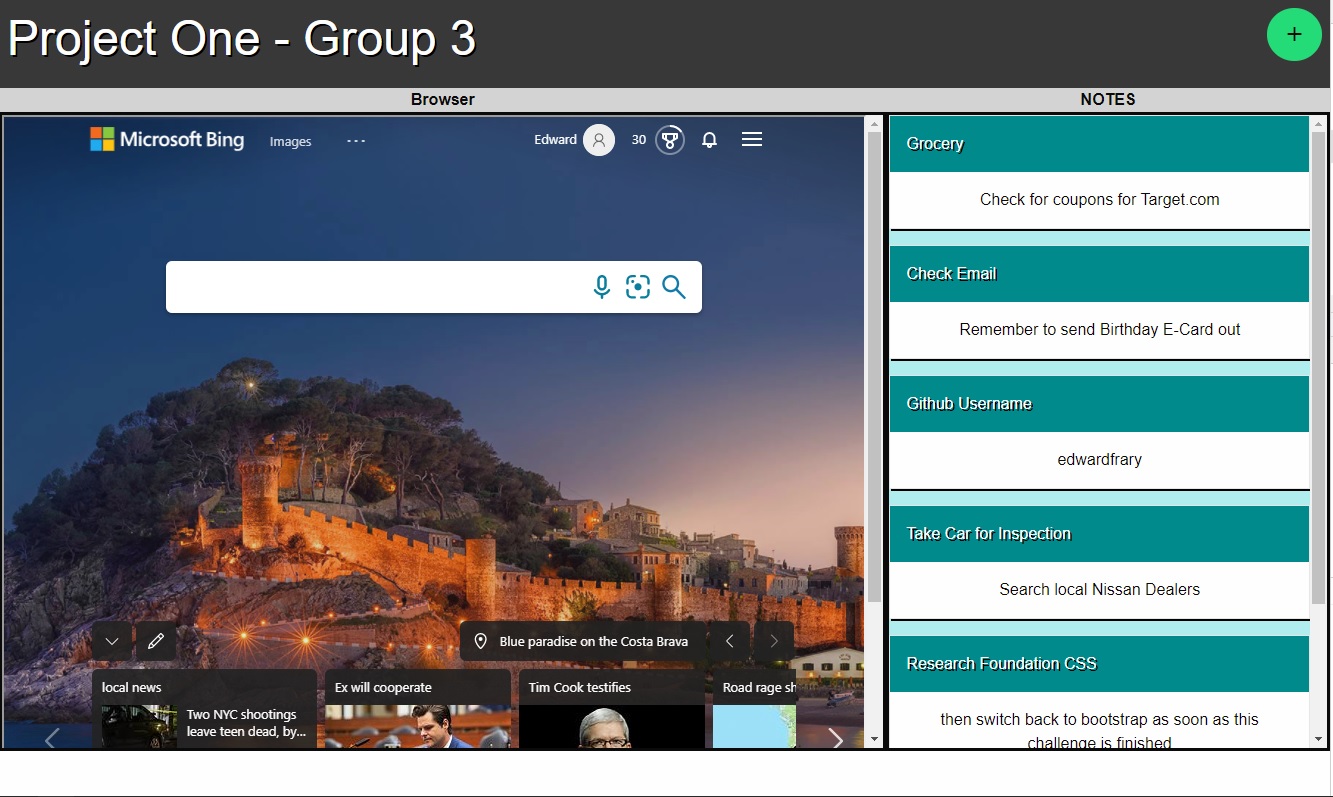 Project One - Group 3
+
Browser
NOTES
Microsoft Bing
Images
Edward
30
Blue paradise on the Costa Brava
local news
Two NYC shootings
leave teen dead, by...
Ex will cooperate
Tim Cook testifies
Road rage sh
Grocery
Check for coupons for Target.com
Check Email
Remember to send Birthday E-Card out
Github Username
edwardfrary
Take Car for Inspection
Search local Nissan Dealers
Research Foundation CSS
then switch back to bootstrap as soon as this
challenge is finished